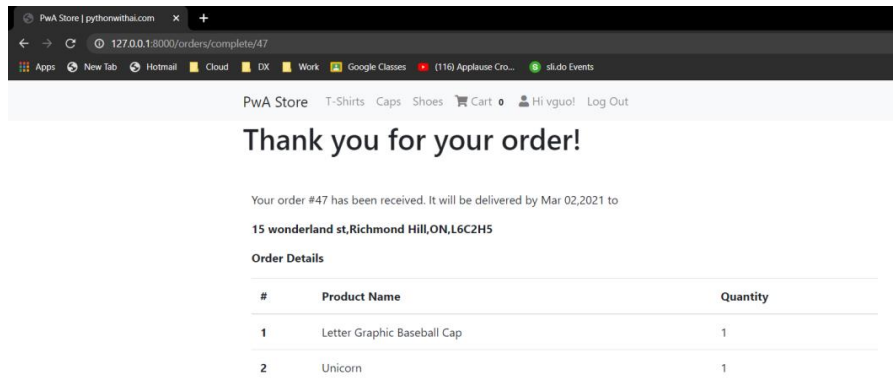 PwA Store | pythonwithai.com
127.0.0.1:8000/orders/complete/47
Apps New Tab Hotmail Cloud DX Work Google Classes (116) Applause Cro... sli.do Events
PwA Store T-Shirts Caps Shoes Cart 0 Hi vguo! Log Out
Thank you for your order!
Your order #47 has been received. It will be delivered by Mar 02,2021 to
15 wonderland st,Richmond Hill,ON,L6C2H5
Order Details
# Product Name Quantity
1 Letter Graphic Baseball Cap 1
2 Unicorn 1